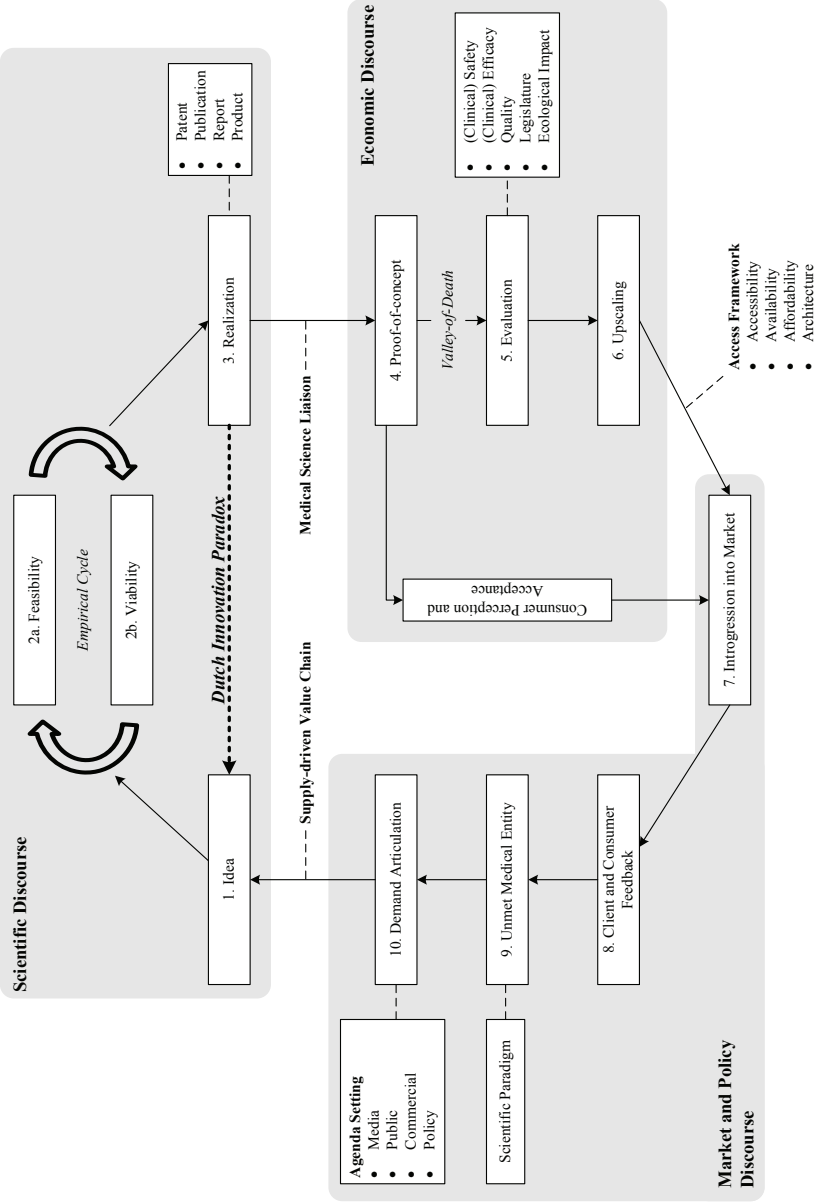 Scientific Discourse
2a. Feasibility
Empirical Cycle
2b. Viability
1. Idea
Dutch Innovation Paradox
3. Realization
• Patent
• Publication
• Report
• Product
Supply-driven Value Chain
Medical Science Liaison
Economic Discourse
4. Proof-of-concept
Valley-of-Death
5. Evaluation
• (Clinical) Safety
• (Clinical) Efficacy
• Quality
• Legislature
• Ecological Impact
6. Upscaling
Consumer Perception and
Acceptance
Access Framework
• Accessibility
• Availability
• Affordability
• Architecture
7. Introgression into Market
8. Client and Consumer
Feedback
9. Unmet Medical Entity
Scientific Paradigm
10. Demand Articulation
Agenda Setting
• Media
• Public
• Commercial
• Policy
Market and Policy
Discourse